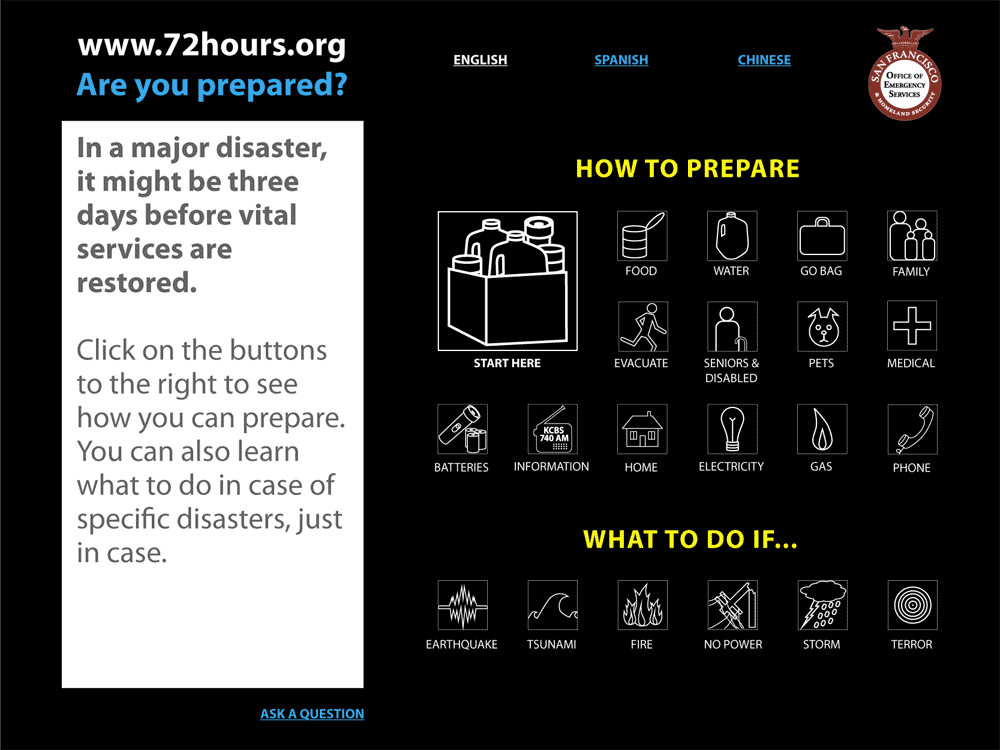 www.72hours.org
Are you prepared?
In a major disaster,
it might be three
days before vital
services are
restored.
Click on the buttons
to the right to see
how you can prepare.
You can also learn
what to do in case of
specific disasters, just
in case.
ASK A QUESTION
ENGLISH
SPANISH
CHINESE
SAN FRANCISCO
OFFICE OF
EMERGENCY
SERVICES
& HOMELAND SECURITY
HOW TO PREPARE
START HERE
FOOD
WATER
GO BAG
FAMILY
EVACUATE
SENIORS &
DISABLED
PETS
MEDICAL
BATTERIES
KCBS
740 AM
INFORMATION
HOME
ELECTRICITY
GAS
PHONE
WHAT TO DO IF...
EARTHQUAKE
TSUNAMI
FIRE
NO POWER
STORM
TERROR